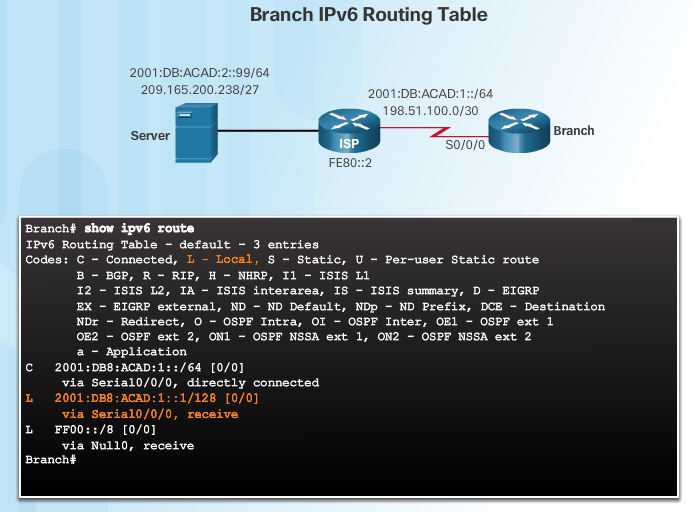 Branch IPv6 Routing Table
2001:DB:ACAD:2::99/64
209.165.200.238/27
2001:DB:ACAD:1::/64
198.51.100.0/30
Server
ISP
S0/0/0
Branch
FE80::2
Branch# show ipv6 route
IPv6 Routing Table - default - 3 entries
Codes: C - Connected, L - Local, S - Static, U - Per-user Static route
B - BGP, R - RIP, H - NHRP, I1 - ISIS L1
I2 - ISIS L2, IA - ISIS interarea, IS - ISIS summary, D - EIGRP
EX - EIGRP external, ND - ND Default, NDp - ND Prefix, DCE - Destination
NDr - Redirect, O - OSPF Intra, OI - OSPF Inter, OE1 - OSPF ext 1
OE2 - OSPF ext 2, ON1 - OSPF NSSA ext 1, ON2 - OSPF NSSA ext 2
a - Application
C 2001:DB8:ACAD:1::/64 [0/0]
via Serial0/0/0, directly connected
L 2001:DB8:ACAD:1::1/128 [0/0]
via Serial0/0/0, receive
L FF00::/8 [0/0]
via Null0, receive
Branch#